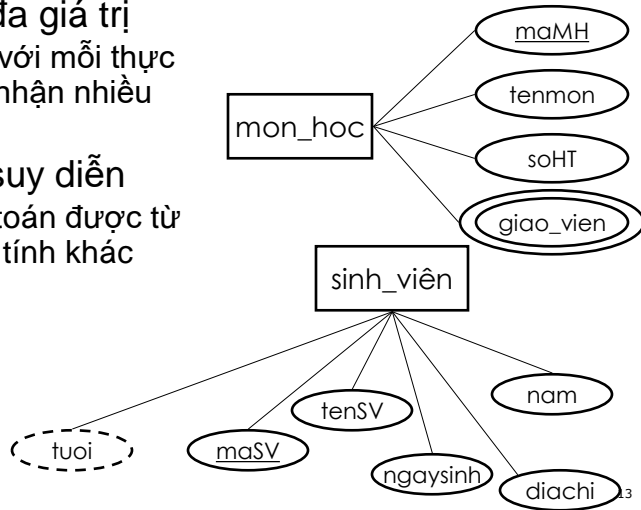 đa giá trị
với mỗi thực
nhận nhiều
suy diễn
toán được từ
tính khác
mon_hoc
maMH
tenmon
soHT
giao_vien
sinh_viên
tuoi
maSV
tenSV
ngaysinh
nam
diachi
13